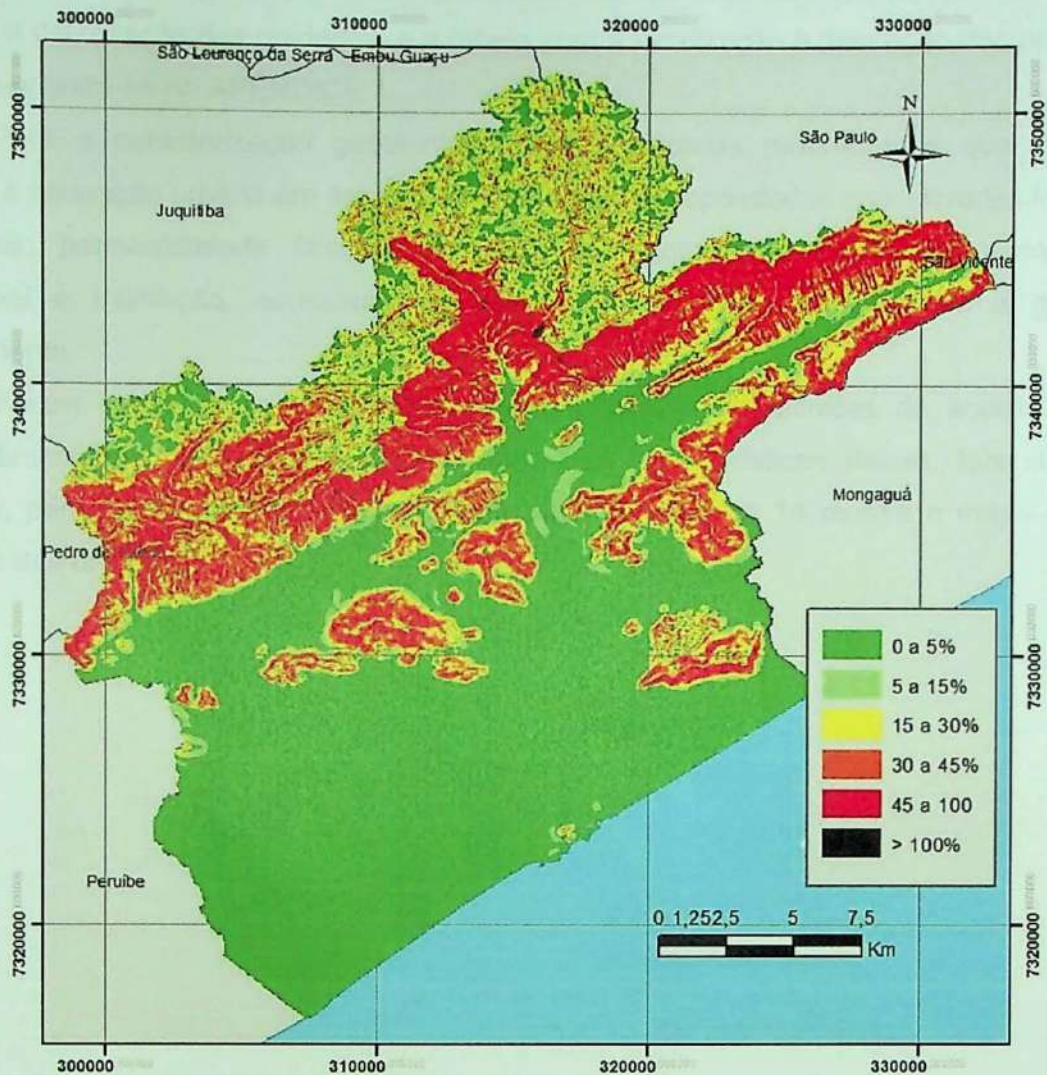 300000 310000 320000 330000
São Lourenço da Serra Embu Guaçu
7350000 7350000
N
São Paulo
Juquitiba
São Vicente
7340000 7340000
Mongaguá
Pedro de
7330000 7330000
0 a 5%
5 a 15%
15 a 30%
30 a 45%
45 a 100
> 100%
Peruíbe
0 1,252,5 5 7,5
Km
7320000 7320000
300000 310000 320000 330000